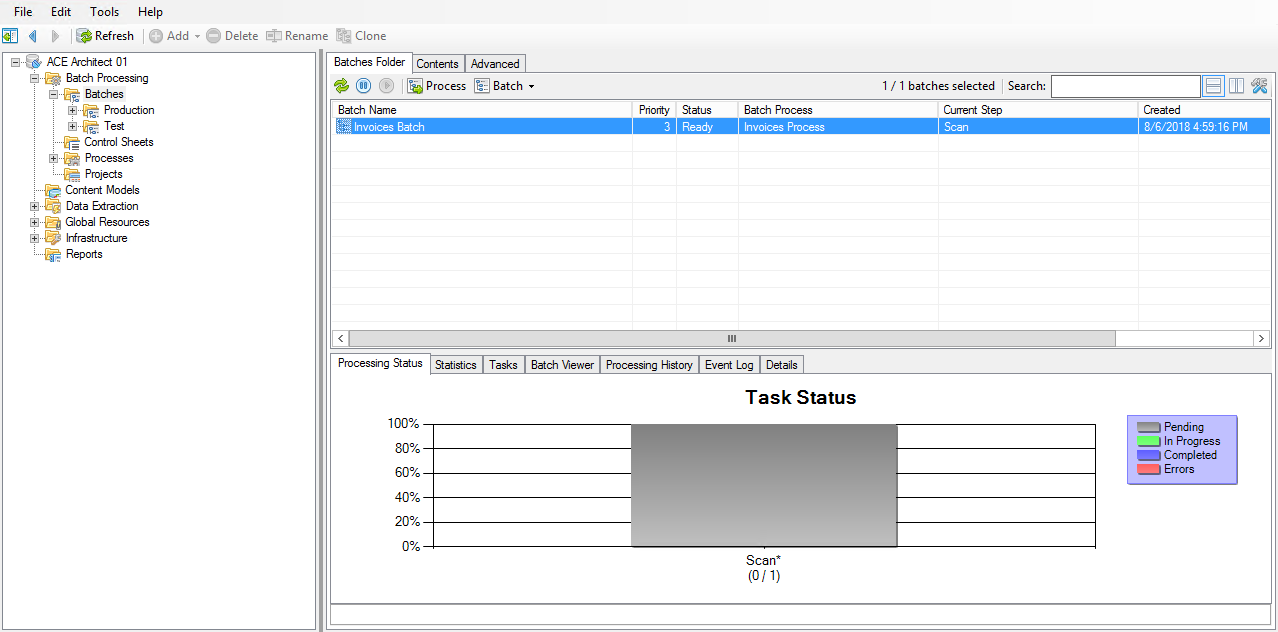 File Edit Tools Help
Refresh Add Delete Rename Clone
ACE Architect 01
Batch Processing
Batches
Production
Test
Control Sheets
Processes
Projects
Content Models
Data Extraction
Global Resources
Infrastructure
Reports
Batches Folder Contents Advanced
Process Batch 1 / 1 batches selected Search:
Batch Name Priority Status Batch Process Current Step Created
Invoices Batch 3 Ready Invoices Process Scan 8/6/2018 4:59:16 PM
Processing Status Statistics Tasks Batch Viewer Processing History Event Log Details
Task Status
100%
80%
60%
40%
20%
0%
Scan*
(0 / 1)
Pending
In Progress
Completed
Errors